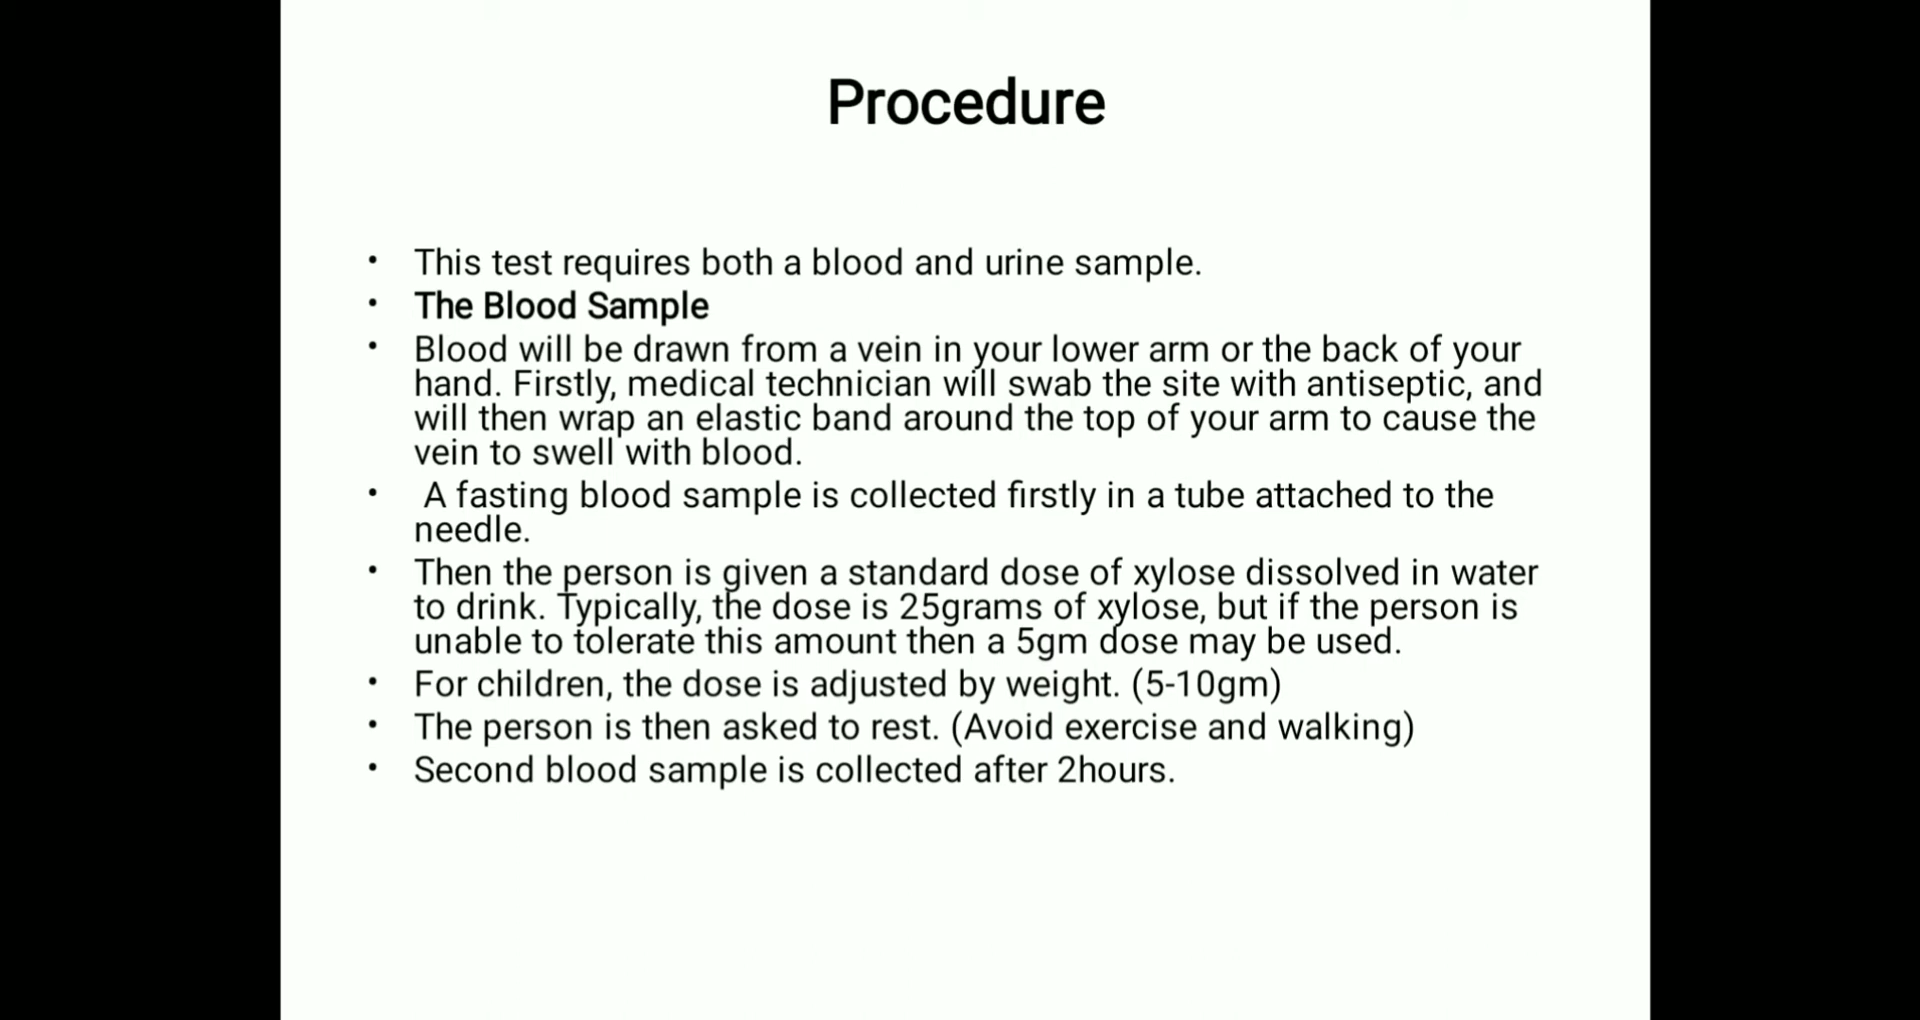 Procedure
• This test requires both a blood and urine sample.
• The Blood Sample
• Blood will be drawn from a vein in your lower arm or the back of your
hand. Firstly, medical technician will swab the site with antiseptic, and
will then wrap an elastic band around the top of your arm to cause the
vein to swell with blood.
• A fasting blood sample is collected firstly in a tube attached to the
needle.
• Then the person is given a standard dose of xylose dissolved in water
to drink. Typically, the dose is 25grams of xylose, but if the person is
unable to tolerate this amount then a 5gm dose may be used.
• For children, the dose is adjusted by weight. (5-10gm)
• The person is then asked to rest. (Avoid exercise and walking)
• Second blood sample is collected after 2hours.